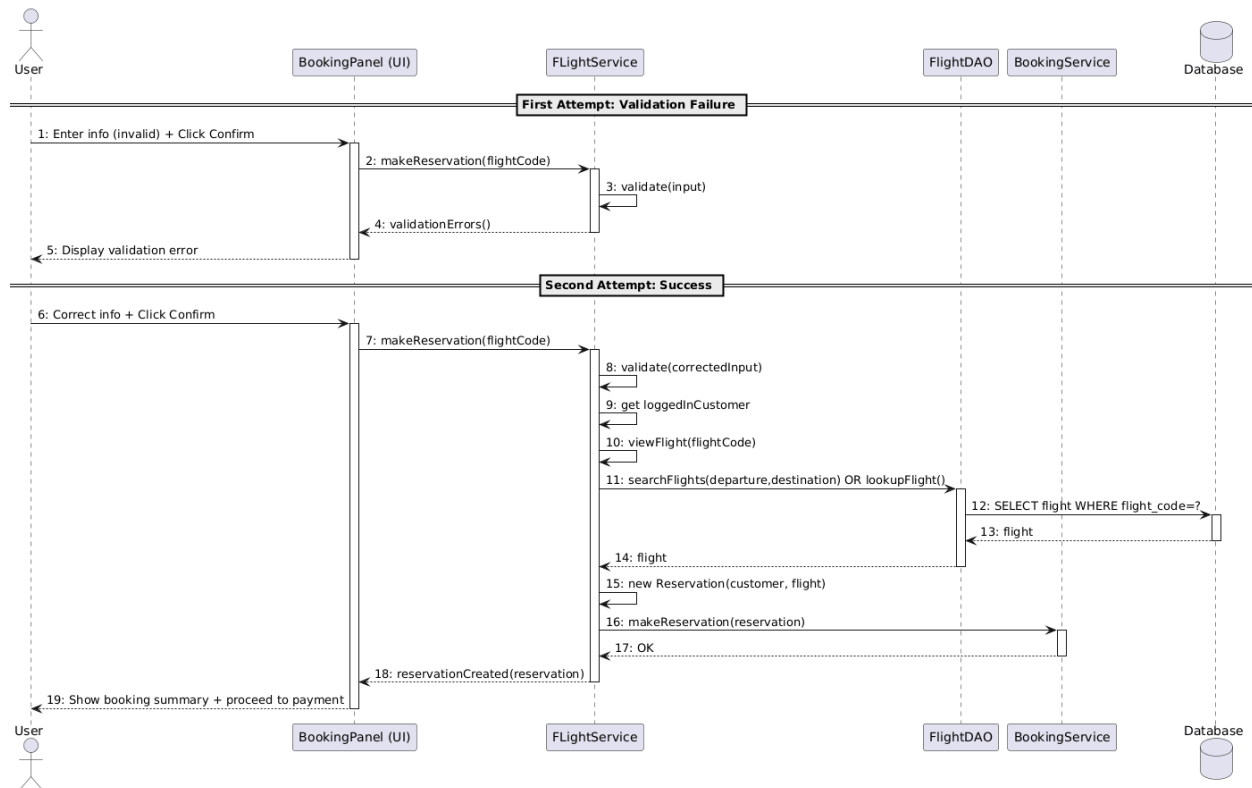 User
BookingPanel (UI)
FLightService
FlightDAO
BookingService
Database
First Attempt: Validation Failure
1: Enter info (invalid) + Click Confirm
2: makeReservation(flightCode)
3: validate(input)
4: validationErrors()
5: Display validation error
Second Attempt: Success
6: Correct info + Click Confirm
7: makeReservation(flightCode)
8: validate(correctedInput)
9: get loggedInCustomer
10: viewFlight(flightCode)
11: searchFlights(departure,destination) OR lookupFlight()
12: SELECT flight WHERE flight_code=?
13: flight
14: flight
15: new Reservation(customer, flight)
16: makeReservation(reservation)
17: OK
18: reservationCreated(reservation)
19: Show booking summary + proceed to payment
User
BookingPanel (UI)
FLightService
FlightDAO
BookingService
Database